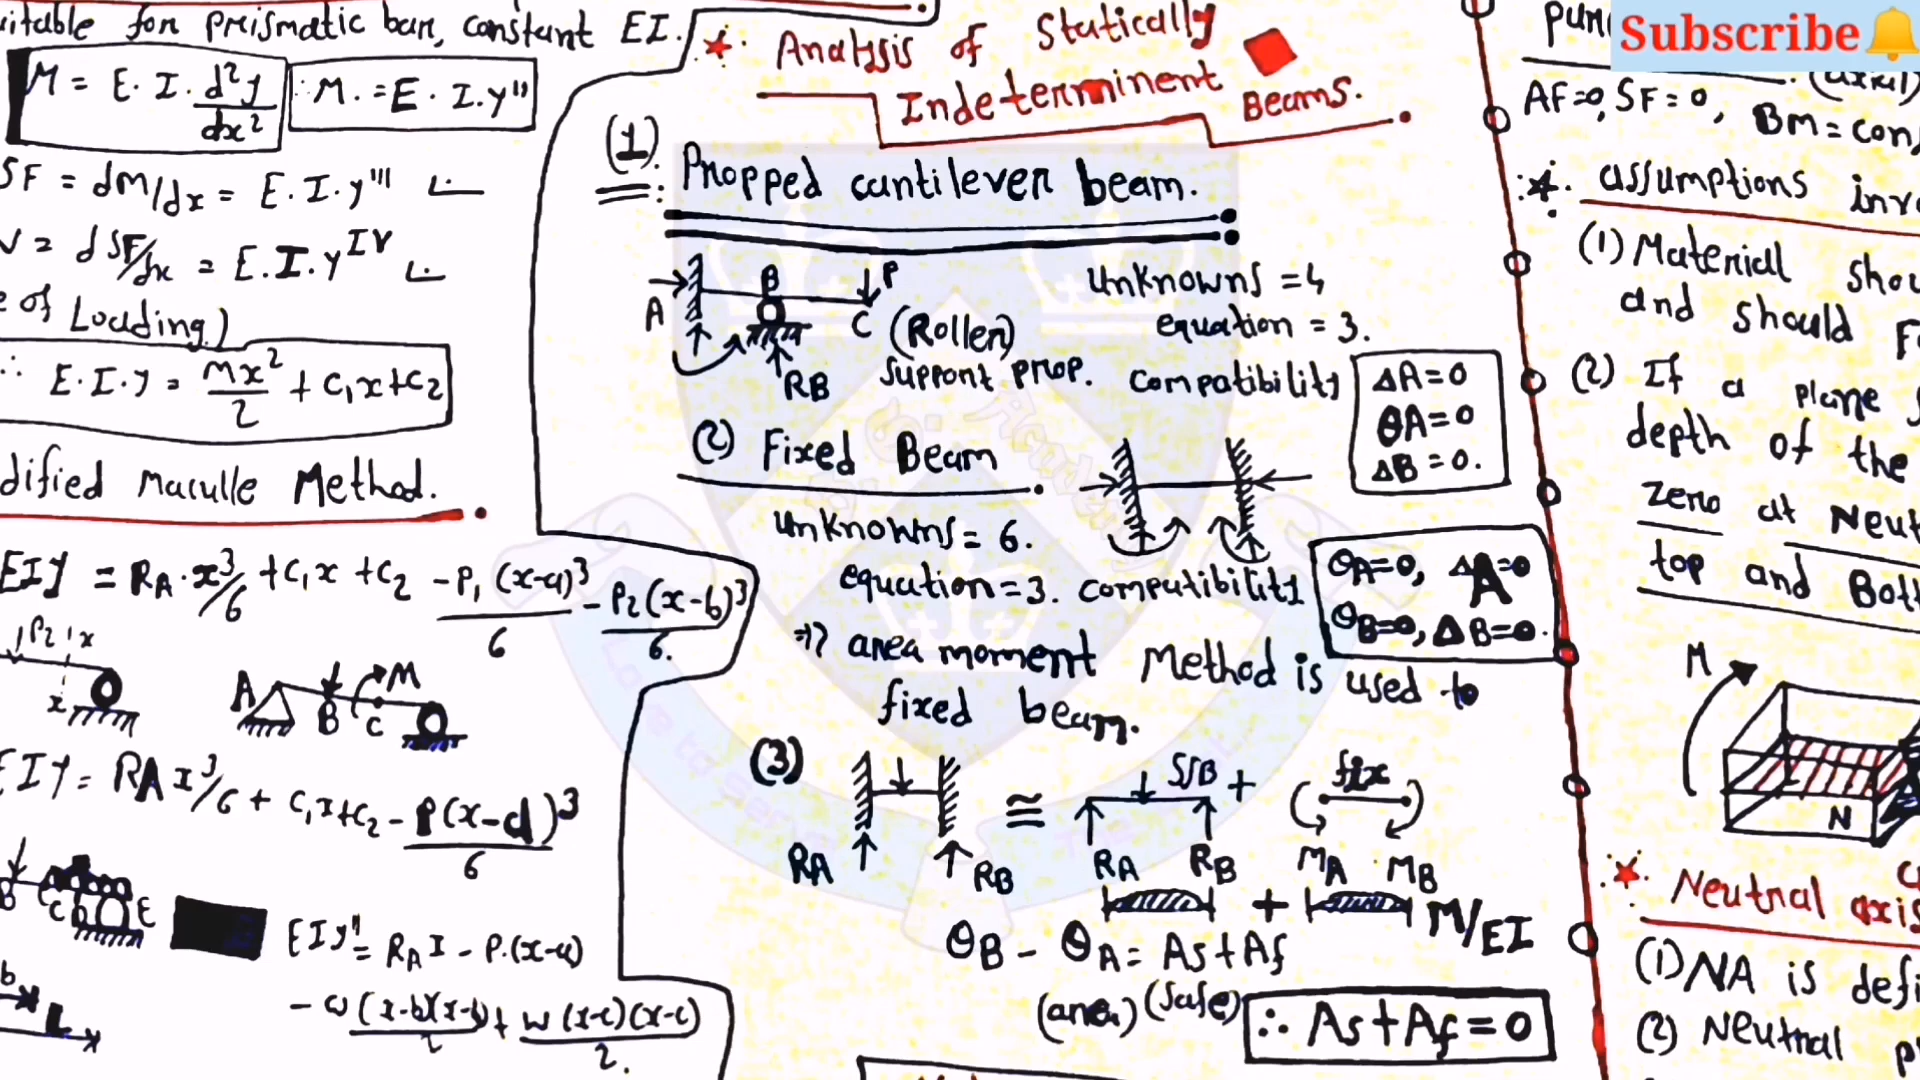 uitable for prismatic bar, constant EI.
M = E. I. d²y/dx²
∴ M. = E. I.y"
SF = dM/dx = E. I. y'''
= dSF/dx = E. I. y^IV
e of Loading.)
∴ E. I. y = Mx²/2 + C₁x + C₂
dified Maculle Method.
EIy = RA. x³/6 + C₁x + C₂ - P₁(x-a)³/6 - P₂(x-b)³/6.
P₂ x
x
A B C M
EIy = RA x³/6 + C₁x + C₂ - P(x-d)³/6
E
EIy" = RA x - P.(x-a)
- w(x-b)(x-b)/2 + w(x-c)(x-c)/2.
b
L
x
★. Analysis of Statically
Indeterminent Beams.
(1). Propped cantilever beam.
A B C P
RB
(Roller)
Support prop.
unknowns = 4
equation = 3.
compatibility
ΔA = 0
θA = 0
ΔB = 0.
(2) Fixed Beam
unknowns = 6.
equation = 3. compatibility
θA=0, ΔA=0
θB=0, ΔB=0.
⇒ area moment Method is used to
fixed beam.
(3)
≅ SSB + fix
RA RB RA RB MA MB
+ M/EI
θB - θA = As + Af
(area) (safe)
∴ As + Af = 0
Subscribe
AF=0, SF = 0, BM = con
★. assumptions inv
(1) Material shou
and should F
(2) If a plane
depth of the
zero at Neut
top and Bott
M
N
★. Neutral axis
(1) NA is defi
(2) Neutral p